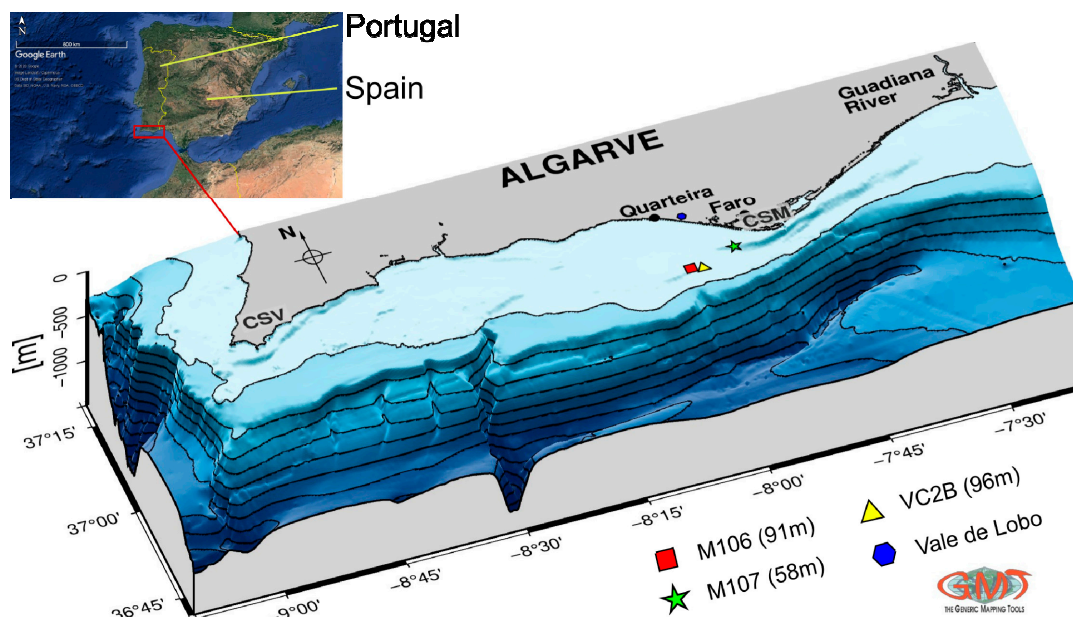 Portugal
Spain
N
800 km
Google Earth
ALGARVE
Guadiana
River
Quarteira
Faro
CSM
N
CSV
0
−500
−1000
[m]
37°15'
37°00'
36°45'
−9°00'
−8°45'
−8°30'
−8°15'
−8°00'
−7°45'
−7°30'
M106 (91m)
M107 (58m)
VC2B (96m)
Vale de Lobo
GMT
THE GENERIC MAPPING TOOLS